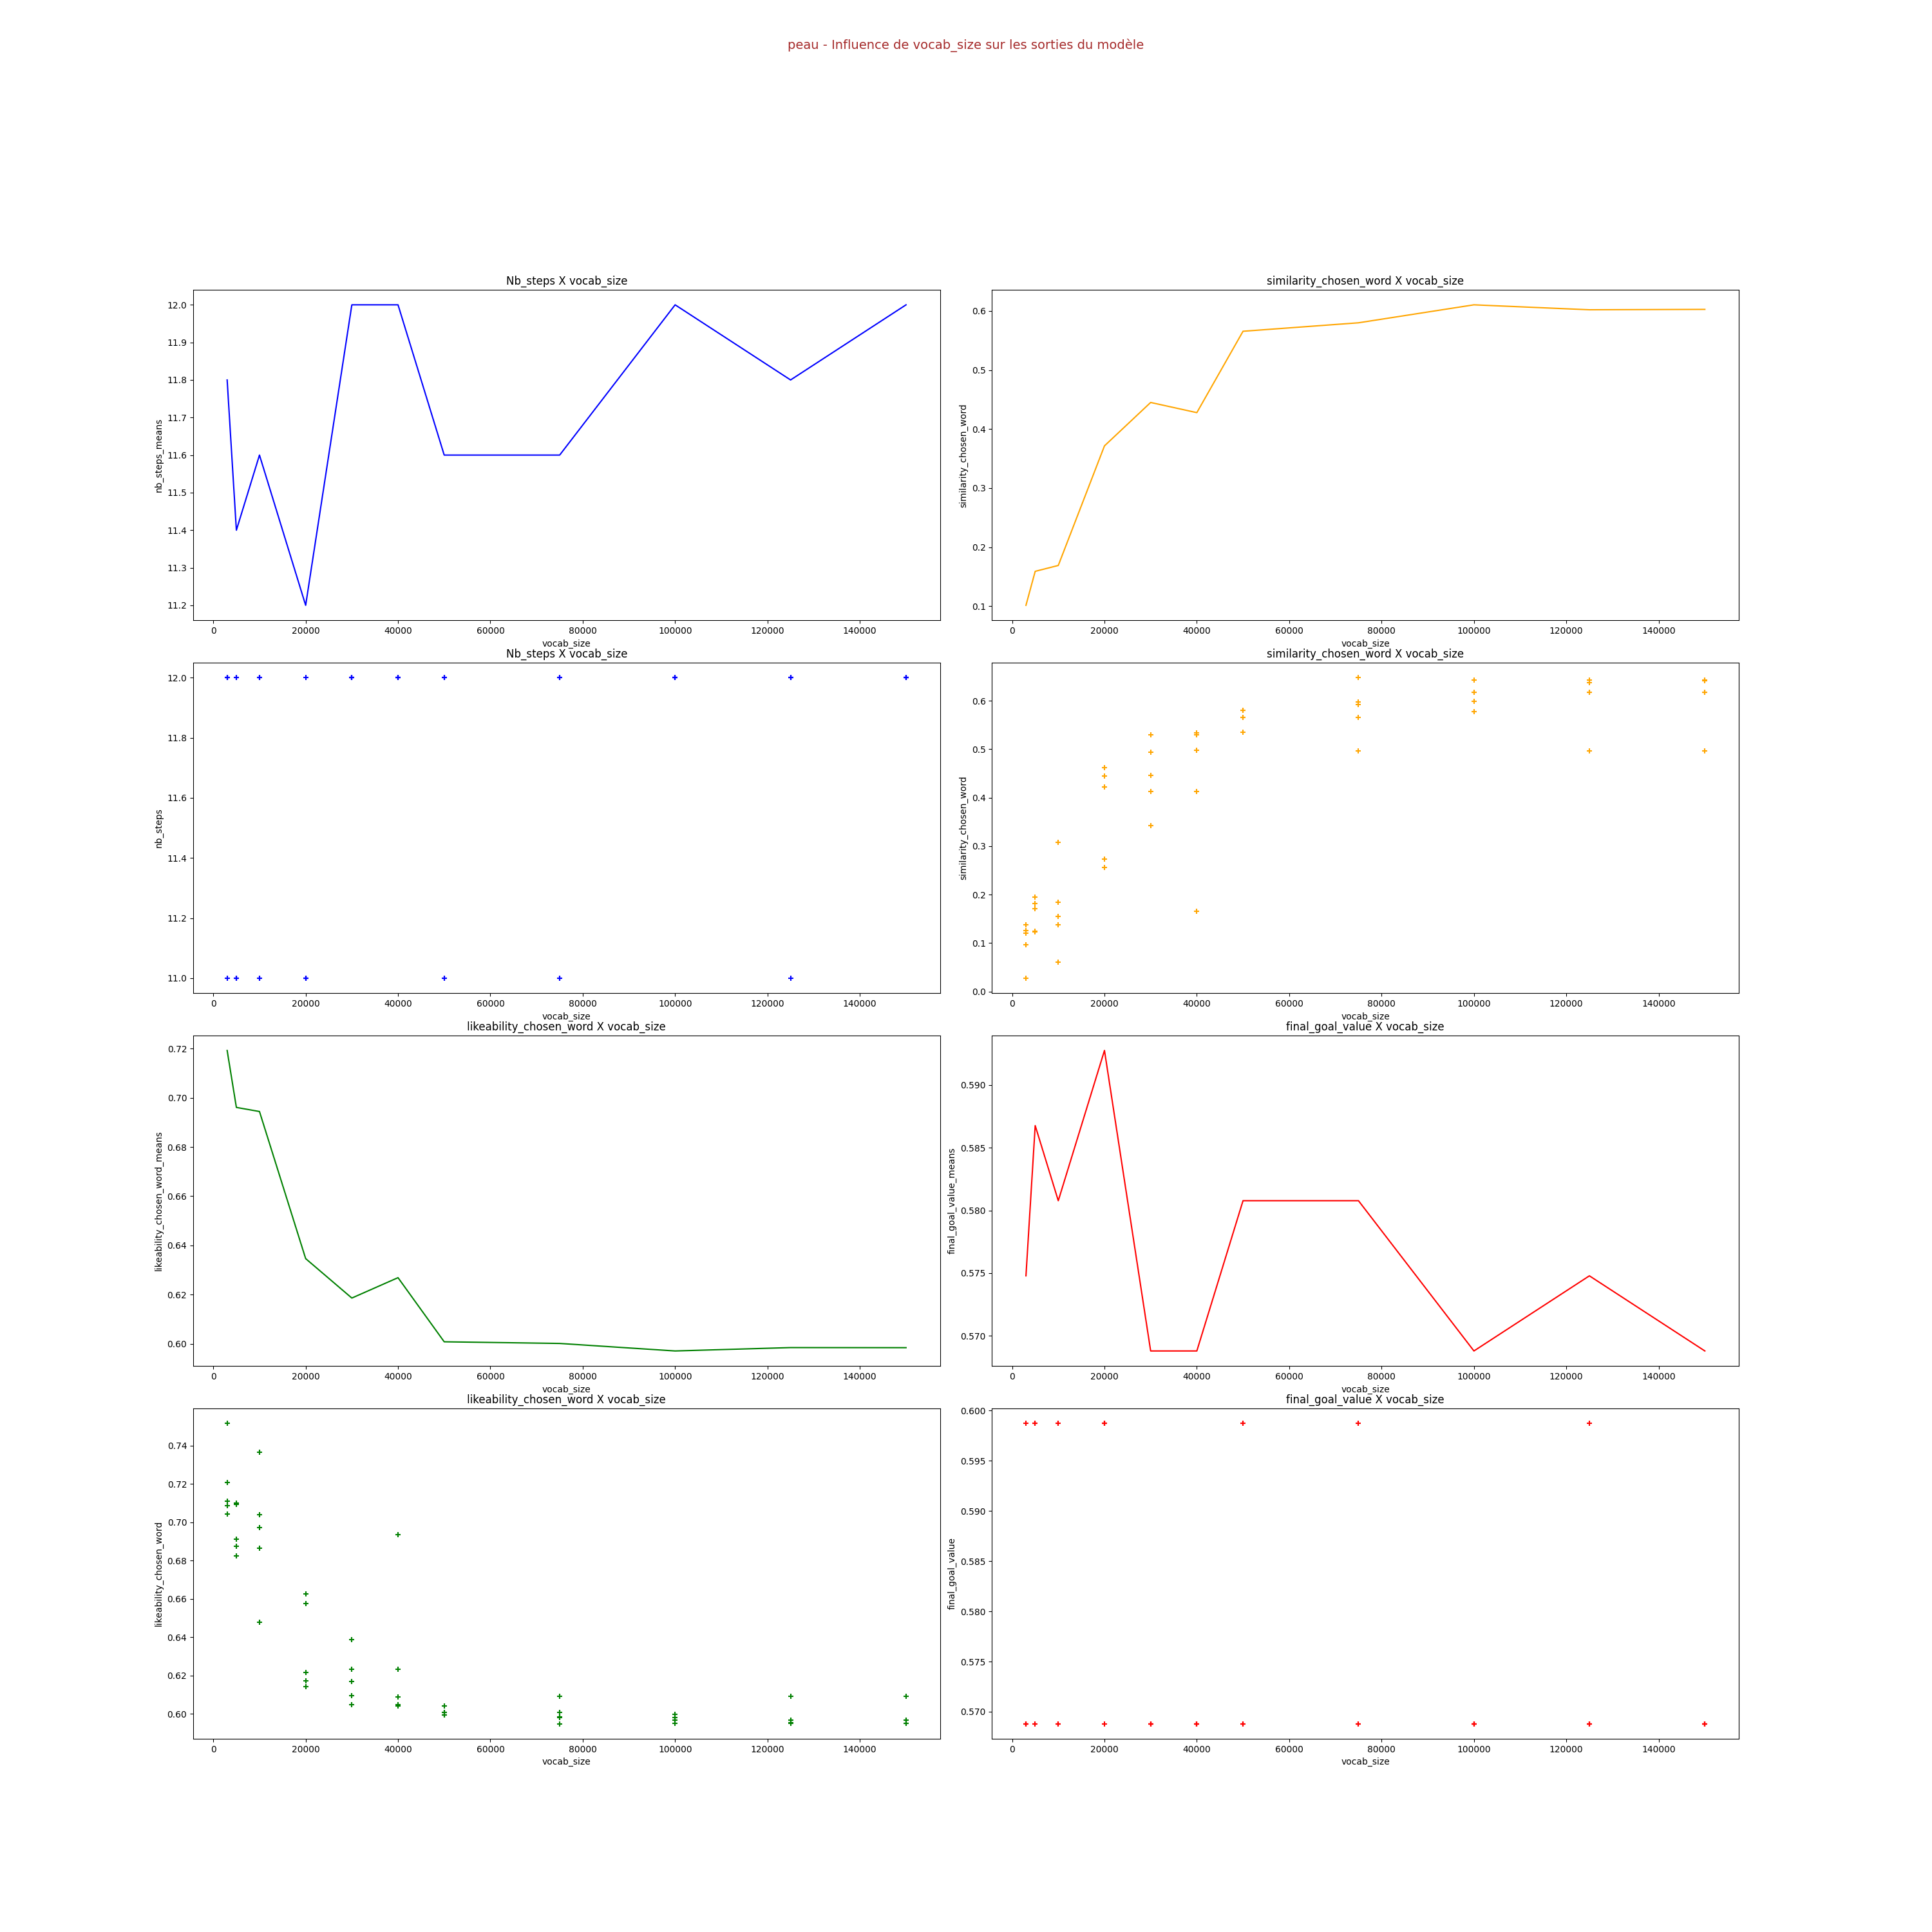 peau - Influence de vocab_size sur les sorties du modèle
Nb_steps X vocab_size
nb_steps_means
12.0
11.9
11.8
11.7
11.6
11.5
11.4
11.3
11.2
0 20000 40000 60000 80000 100000 120000 140000
vocab_size
similarity_chosen_word X vocab_size
similarity_chosen_word
0.6
0.5
0.4
0.3
0.2
0.1
0 20000 40000 60000 80000 100000 120000 140000
vocab_size
Nb_steps X vocab_size
nb_steps
12.0
11.8
11.6
11.4
11.2
11.0
0 20000 40000 60000 80000 100000 120000 140000
vocab_size
similarity_chosen_word X vocab_size
similarity_chosen_word
0.6
0.5
0.4
0.3
0.2
0.1
0.0
0 20000 40000 60000 80000 100000 120000 140000
vocab_size
likeability_chosen_word X vocab_size
likeability_chosen_word_means
0.72
0.70
0.68
0.66
0.64
0.62
0.60
0 20000 40000 60000 80000 100000 120000 140000
vocab_size
final_goal_value X vocab_size
final_goal_value_means
0.590
0.585
0.580
0.575
0.570
0 20000 40000 60000 80000 100000 120000 140000
vocab_size
likeability_chosen_word X vocab_size
likeability_chosen_word
0.74
0.72
0.70
0.68
0.66
0.64
0.62
0.60
0 20000 40000 60000 80000 100000 120000 140000
vocab_size
final_goal_value X vocab_size
final_goal_value
0.600
0.595
0.590
0.585
0.580
0.575
0.570
0 20000 40000 60000 80000 100000 120000 140000
vocab_size